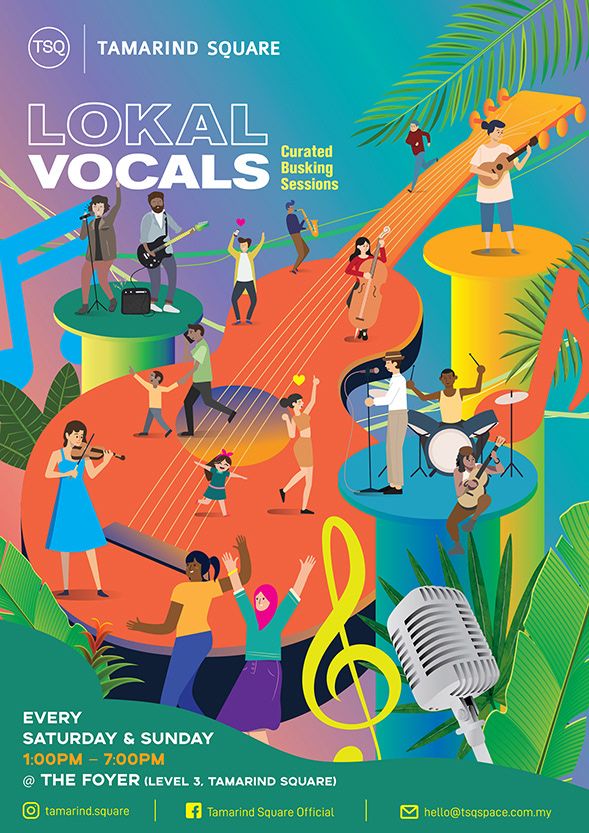 TSQ
TAMARIND SQUARE
LOKAL
VOCALS
Curated
Busking
Sessions
EVERY
SATURDAY & SUNDAY
1:00PM – 7:00PM
@ THE FOYER (LEVEL 3, TAMARIND SQUARE)
tamarind.square
Tamarind Square Official
hello@tsqspace.com.my